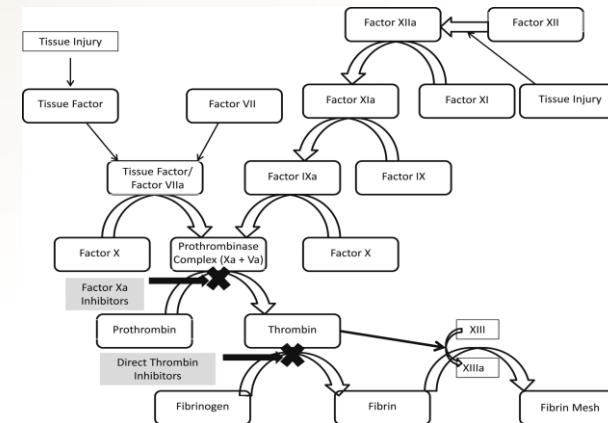 Factor XIIa
Factor XII
Tissue Injury
Tissue Factor
Factor VII
Factor XIa
Factor XI
Tissue Injury
Tissue Factor/
Factor VIIa
Factor IXa
Factor IX
Factor X
Prothrombinase
Complex (Xa + Va)
Factor X
Factor Xa
Inhibitors
Prothrombin
Thrombin
XIII
Direct Thrombin
Inhibitors
XIIIa
Fibrinogen
Fibrin
Fibrin Mesh